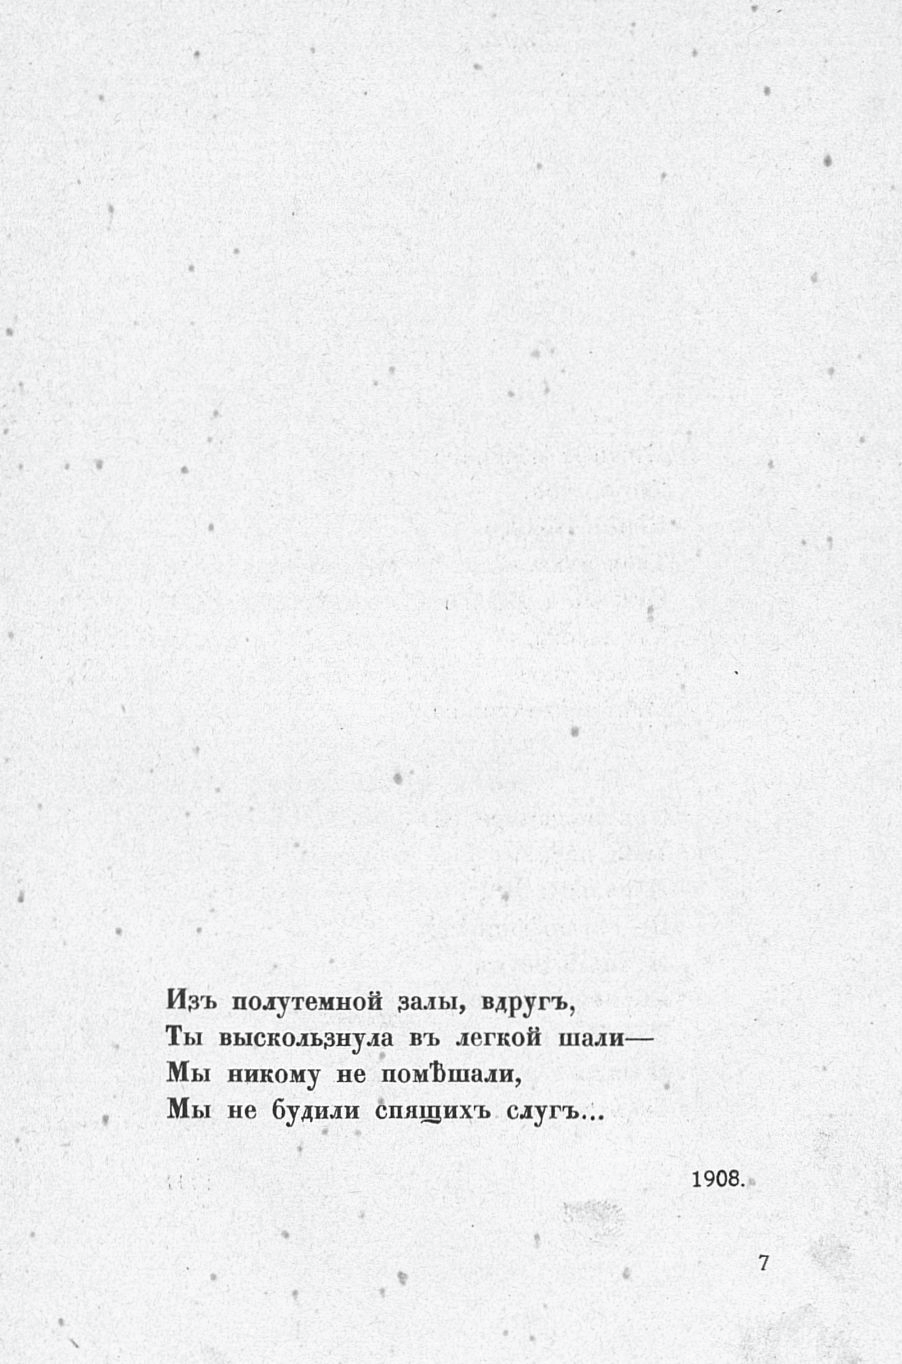 Изъ полутемной залы, вдругъ,
Ты выскользнула въ легкой шали—
Мы никому не помѣшали,
Мы не будили спящихъ слугъ...
1908.
7